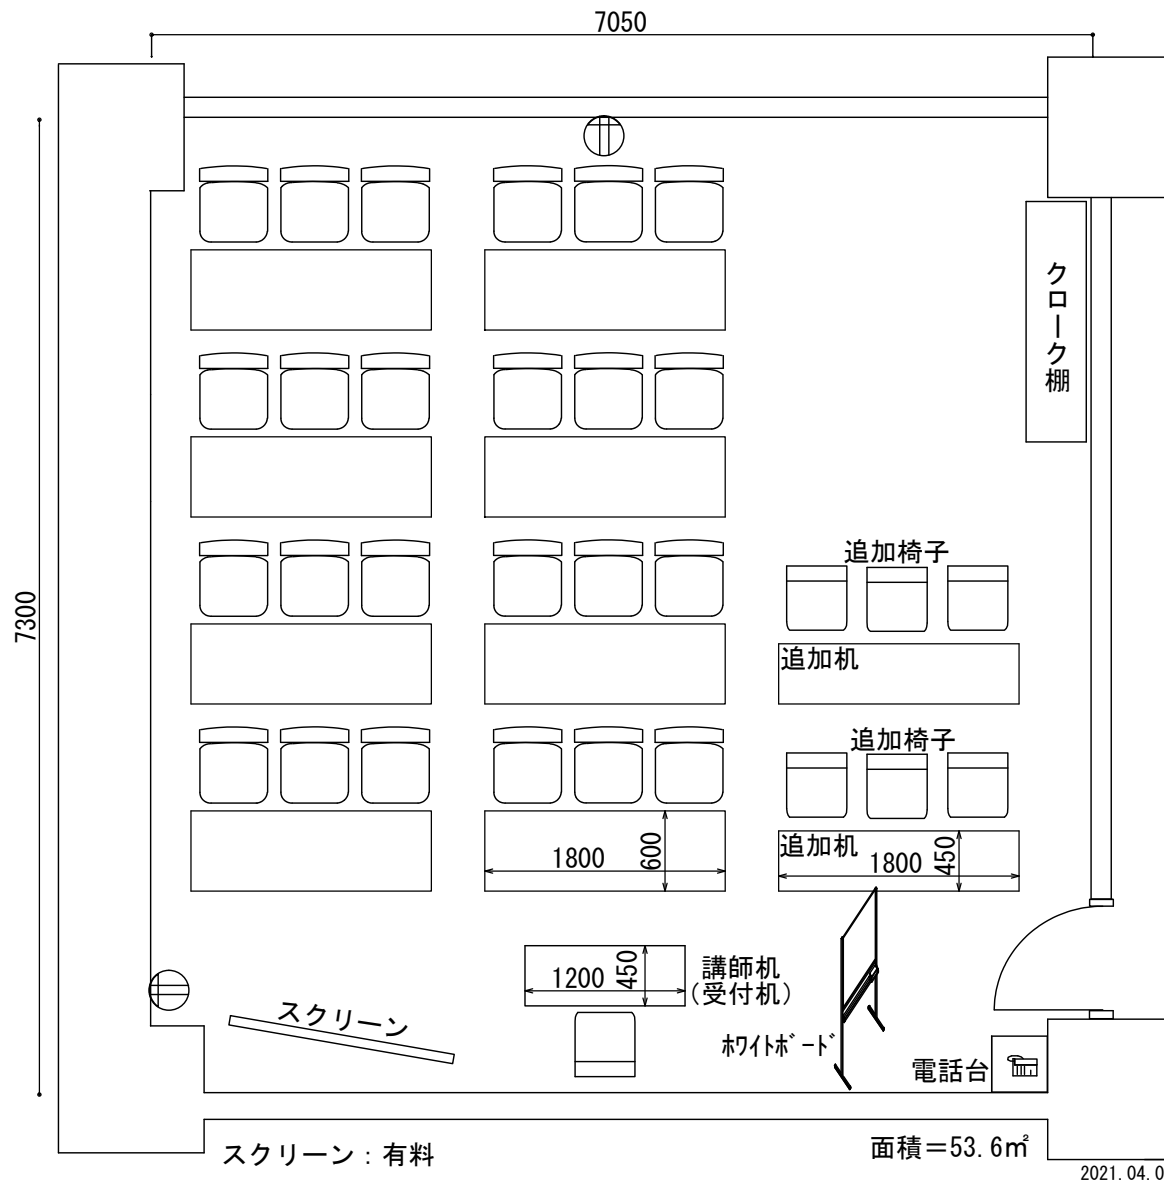 7050
7300
クローク棚
追加椅子
追加机
追加椅子
追加机
1800
600
1800
450
1200
450
講師机
(受付机)
スクリーン
ﾎﾜｲﾄﾎﾞｰﾄﾞ
電話台
スクリーン：有料
面積＝53.6㎡
2021.04.0